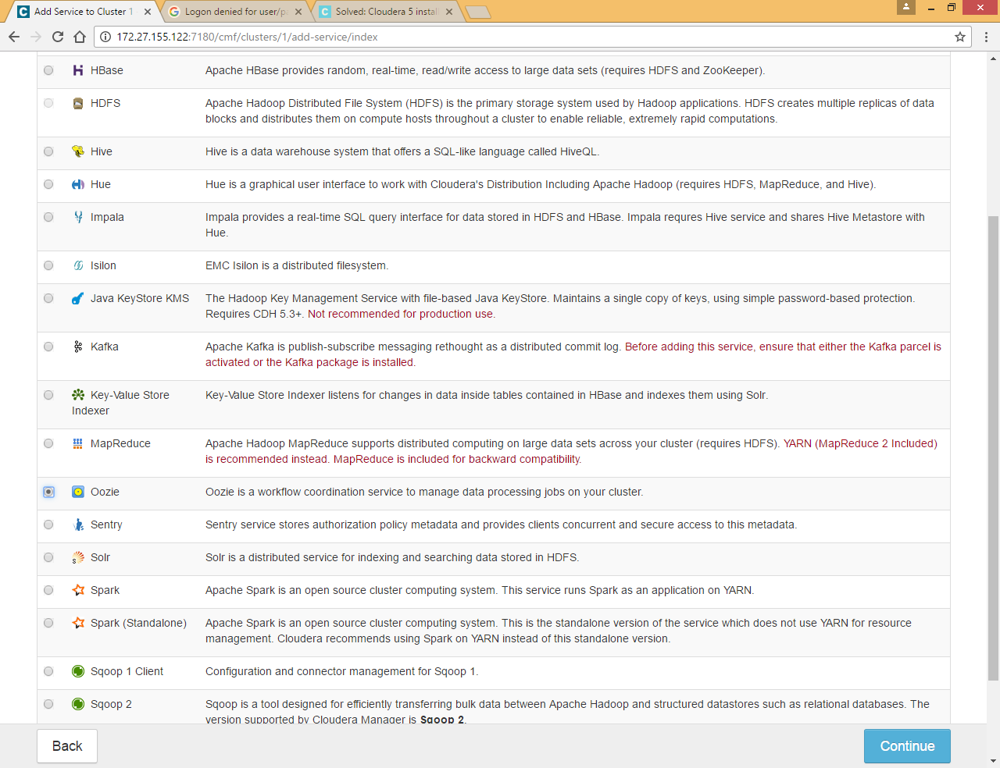 Add Service to Cluster 1
Logon denied for user/pa
Solved: Cloudera 5 instal
172.27.155.122:7180/cmf/clusters/1/add-service/index
HBase
Apache HBase provides random, real-time, read/write access to large data sets (requires HDFS and ZooKeeper).
HDFS
Apache Hadoop Distributed File System (HDFS) is the primary storage system used by Hadoop applications. HDFS creates multiple replicas of data
blocks and distributes them on compute hosts throughout a cluster to enable reliable, extremely rapid computations.
Hive
Hive is a data warehouse system that offers a SQL-like language called HiveQL.
Hue
Hue is a graphical user interface to work with Cloudera's Distribution Including Apache Hadoop (requires HDFS, MapReduce, and Hive).
Impala
Impala provides a real-time SQL query interface for data stored in HDFS and HBase. Impala requres Hive service and shares Hive Metastore with
Hue.
Isilon
EMC Isilon is a distributed filesystem.
Java KeyStore KMS
The Hadoop Key Management Service with file-based Java KeyStore. Maintains a single copy of keys, using simple password-based protection.
Requires CDH 5.3+. Not recommended for production use.
Kafka
Apache Kafka is publish-subscribe messaging rethought as a distributed commit log. Before adding this service, ensure that either the Kafka parcel is
activated or the Kafka package is installed.
Key-Value Store
Indexer
Key-Value Store Indexer listens for changes in data inside tables contained in HBase and indexes them using Solr.
MapReduce
Apache Hadoop MapReduce supports distributed computing on large data sets across your cluster (requires HDFS). YARN (MapReduce 2 Included)
is recommended instead. MapReduce is included for backward compatibility.
Oozie
Oozie is a workflow coordination service to manage data processing jobs on your cluster.
Sentry
Sentry service stores authorization policy metadata and provides clients concurrent and secure access to this metadata.
Solr
Solr is a distributed service for indexing and searching data stored in HDFS.
Spark
Apache Spark is an open source cluster computing system. This service runs Spark as an application on YARN.
Spark (Standalone)
Apache Spark is an open source cluster computing system. This is the standalone version of the service which does not use YARN for resource
management. Cloudera recommends using Spark on YARN instead of this standalone version.
Sqoop 1 Client
Configuration and connector management for Sqoop 1.
Sqoop 2
Sqoop is a tool designed for efficiently transferring bulk data between Apache Hadoop and structured datastores such as relational databases. The
version supported by Cloudera Manager is Sqoop 2.
Back
Continue